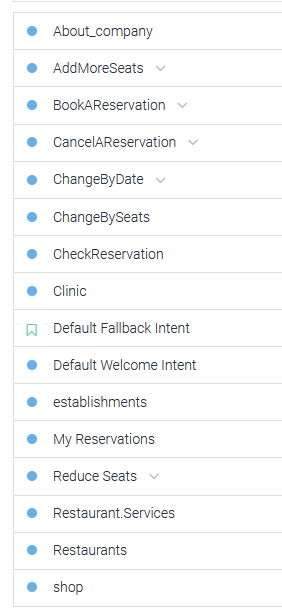 About_company
AddMoreSeats
BookAReservation
CancelAReservation
ChangeByDate
ChangeBySeats
CheckReservation
Clinic
Default Fallback Intent
Default Welcome Intent
establishments
My Reservations
Reduce Seats
Restaurant.Services
Restaurants
shop